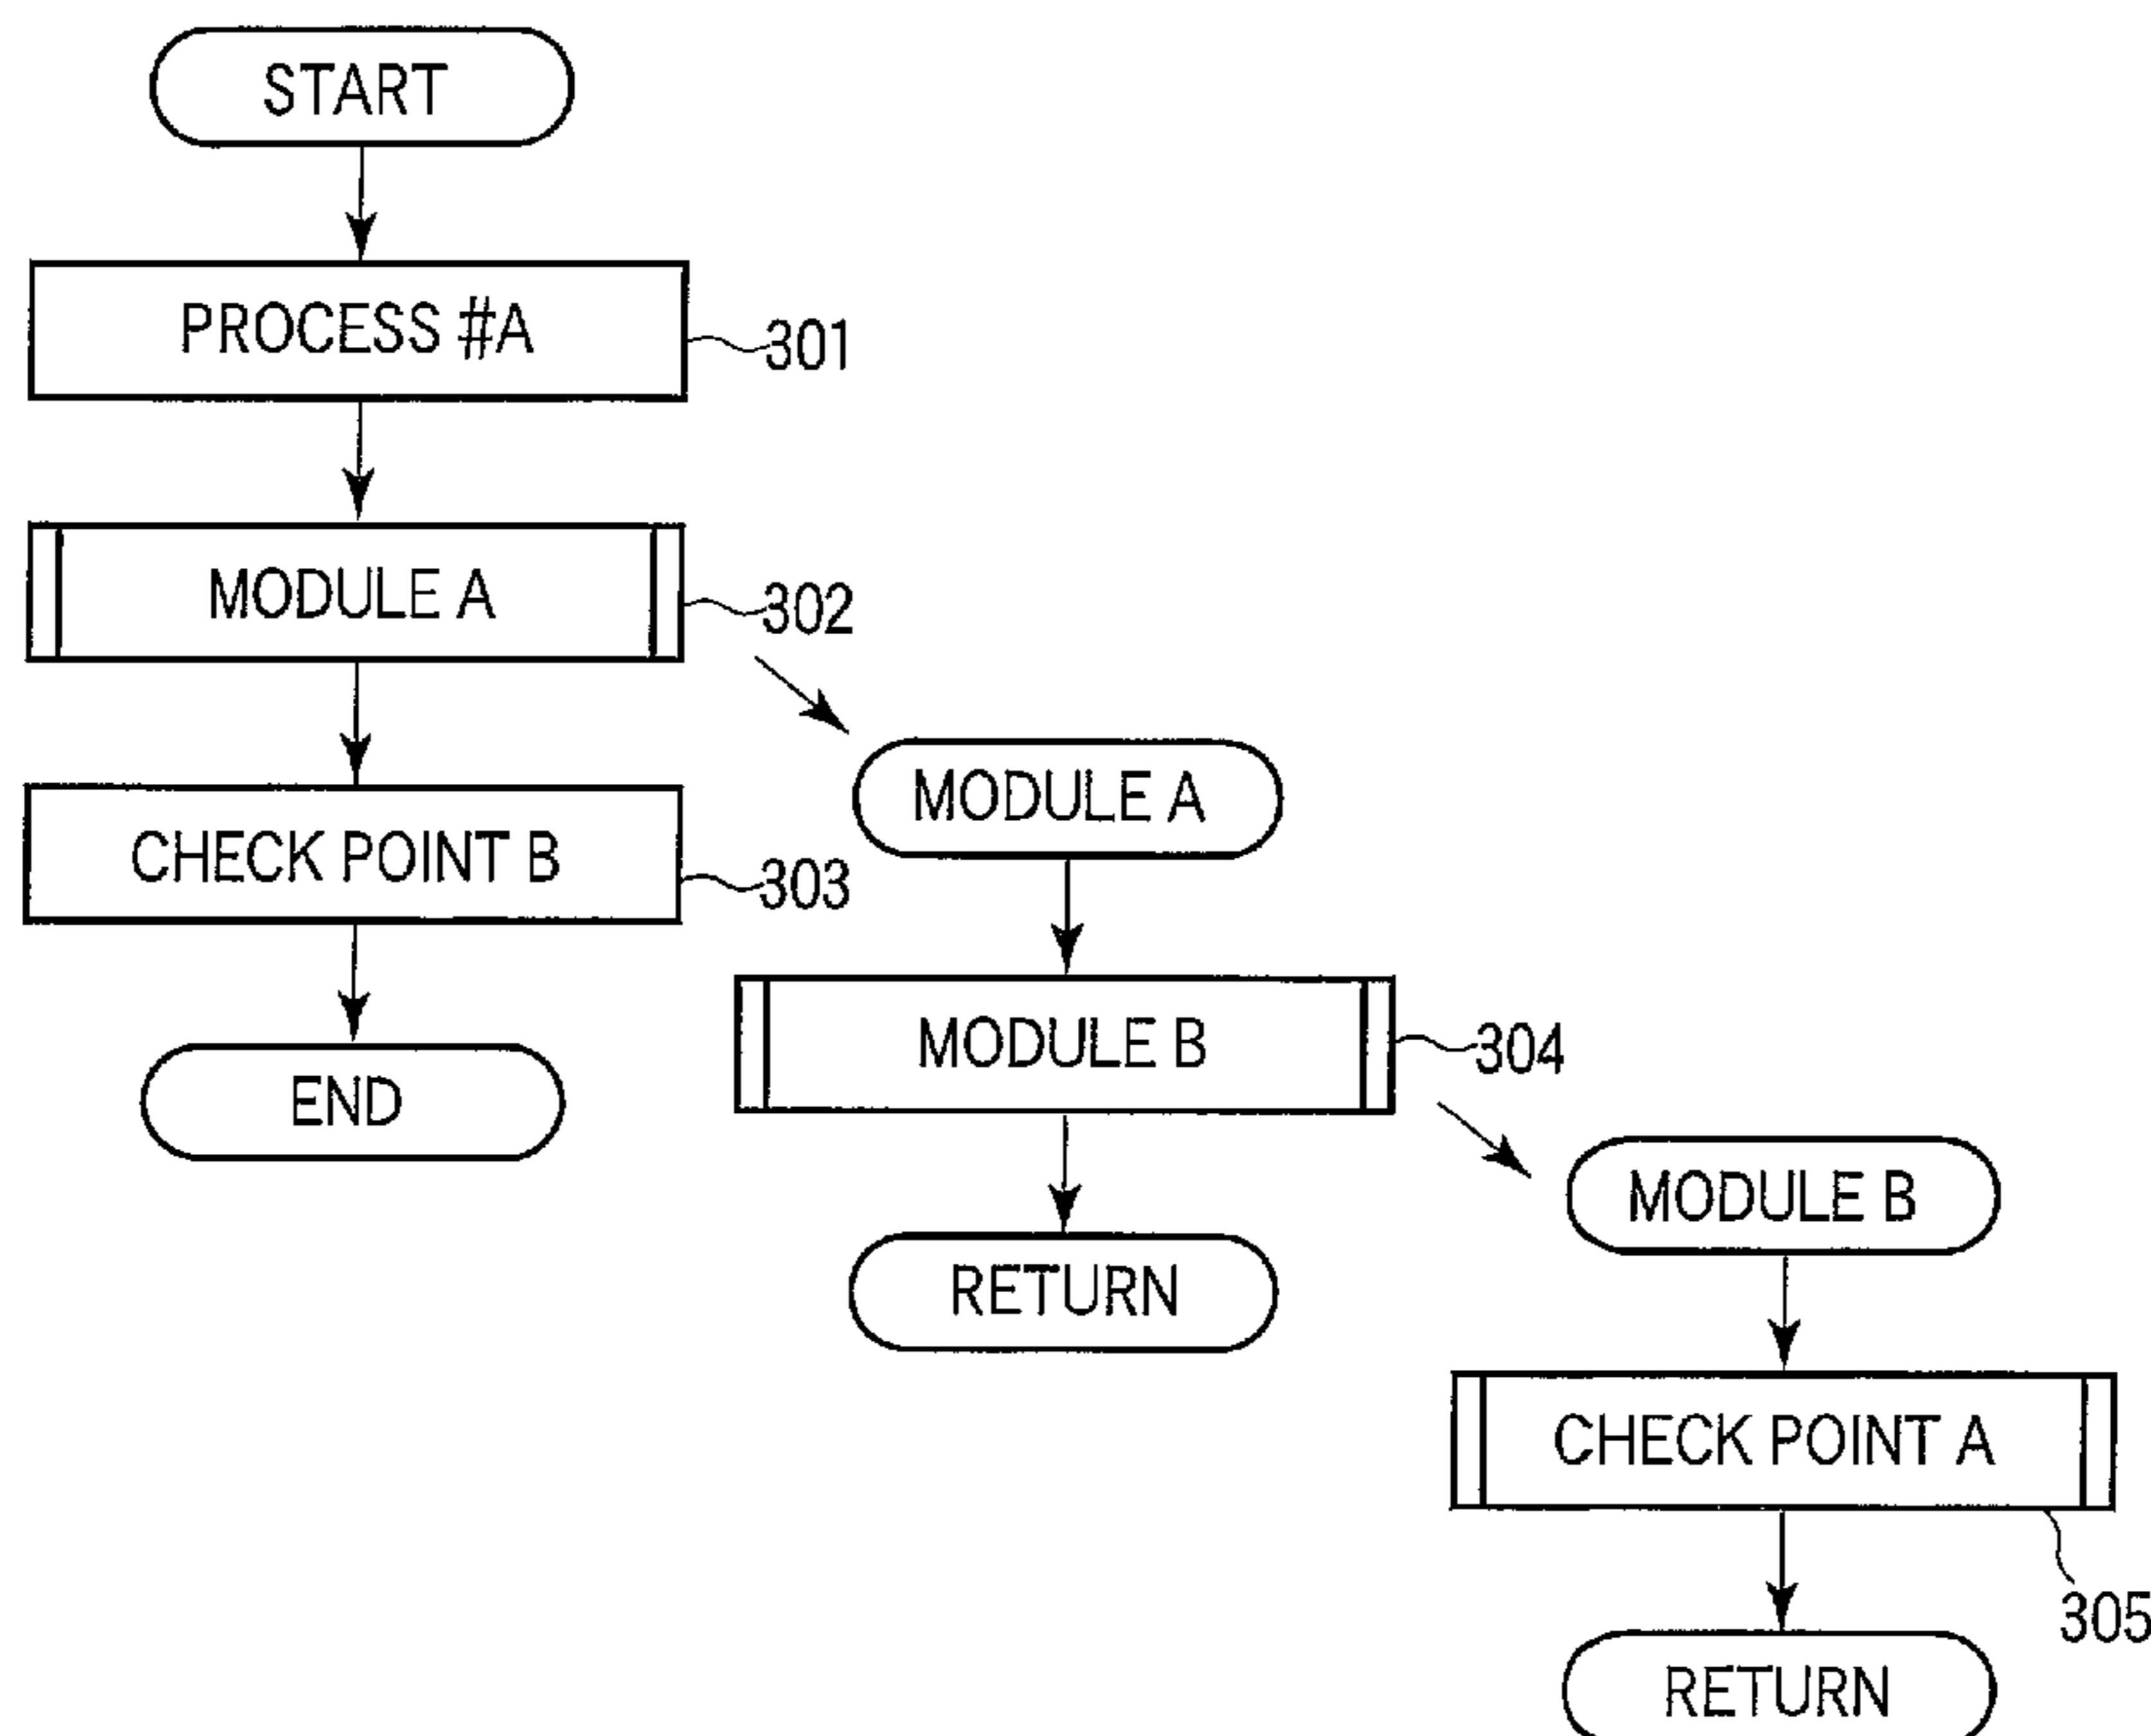 START
PROCESS #A
301
MODULE A
302
CHECK POINT B
303
END
MODULE A
MODULE B
304
RETURN
MODULE B
CHECK POINT A
305
RETURN